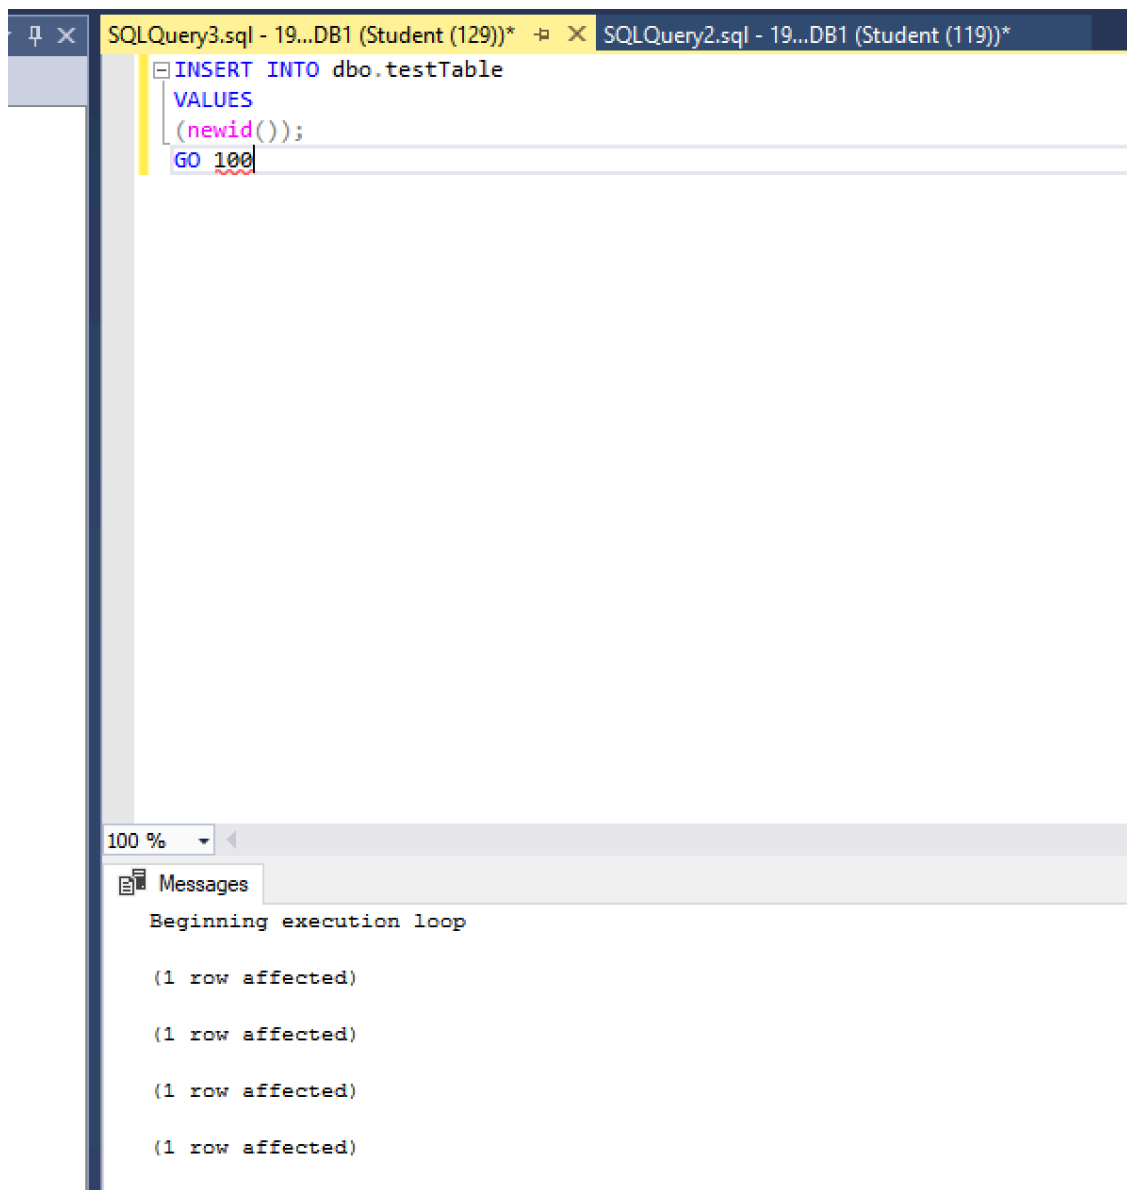 SQLQuery3.sql - 19...DB1 (Student (129))* SQLQuery2.sql - 19...DB1 (Student (119))*
INSERT INTO dbo.testTable
VALUES
(newid());
GO 100
100 %
Messages
Beginning execution loop
(1 row affected)
(1 row affected)
(1 row affected)
(1 row affected)